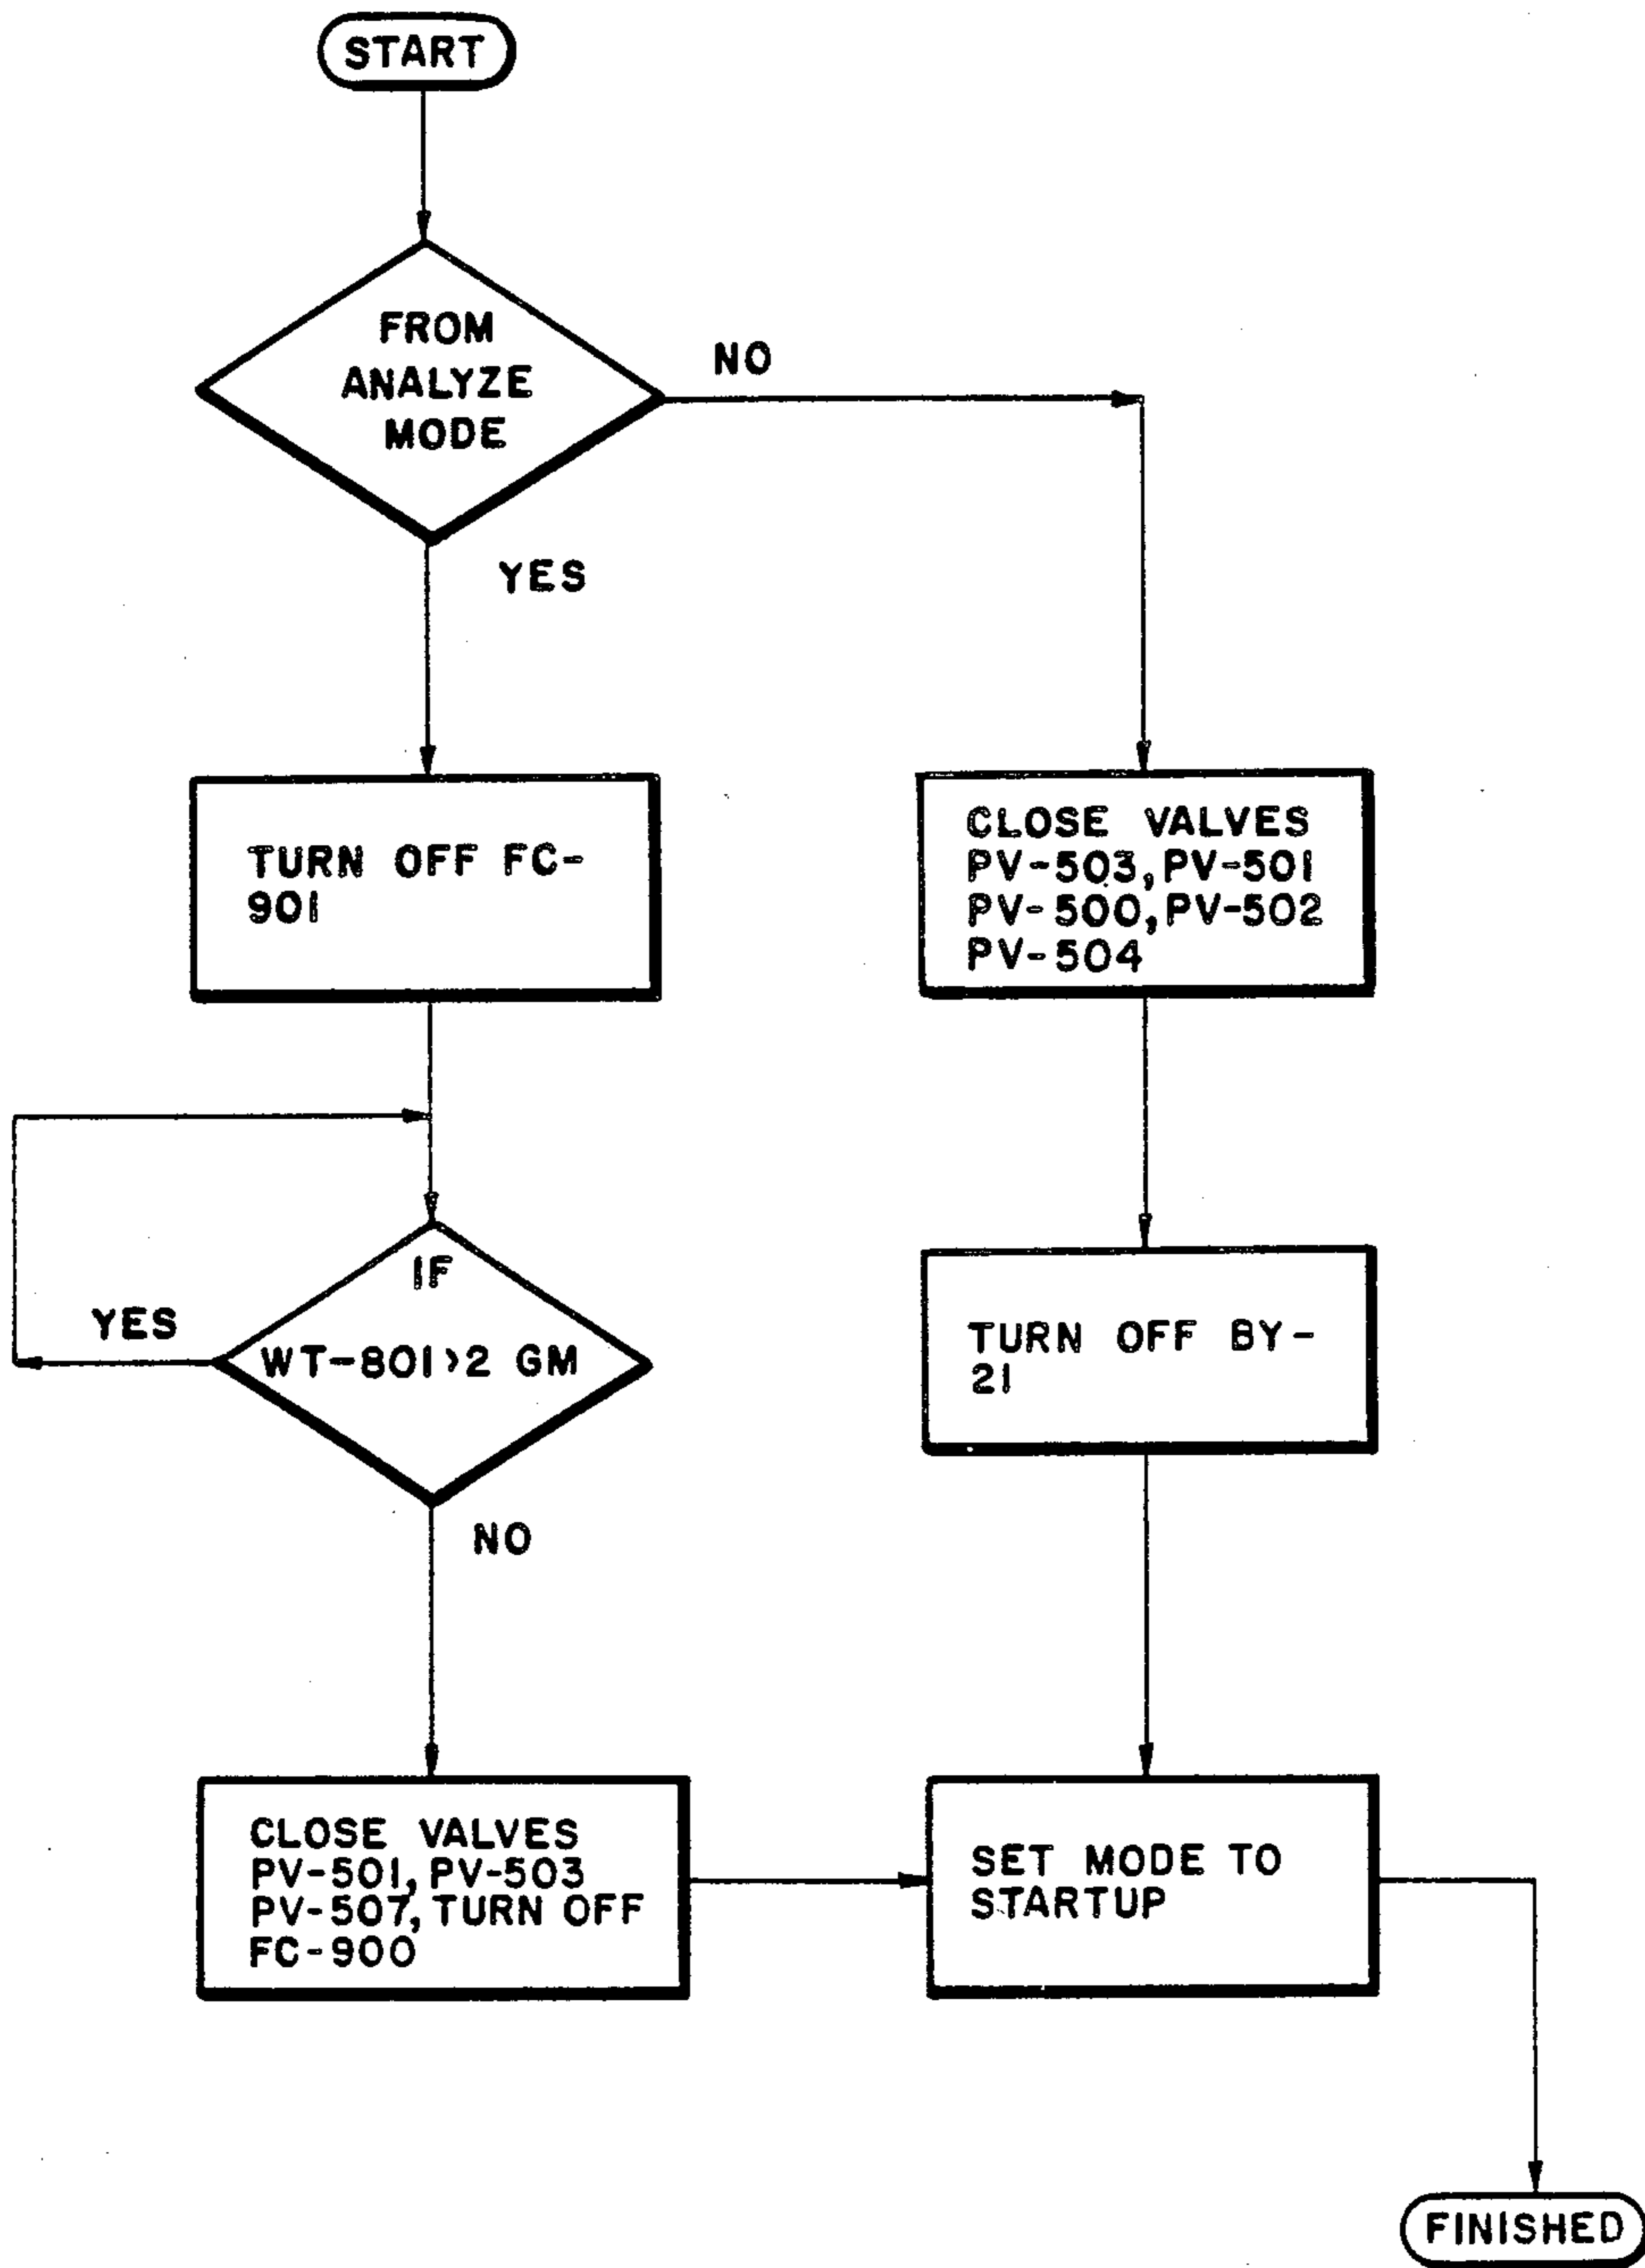 START
FROM
ANALYZE
MODE
NO
YES
TURN OFF FC-
901
CLOSE VALVES
PV-503, PV-501
PV-500, PV-502
PV-504
IF
WT-801>2 GM
YES
NO
TURN OFF BY-
21
CLOSE VALVES
PV-501, PV-503
PV-507, TURN OFF
FC-900
SET MODE TO
STARTUP
FINISHED